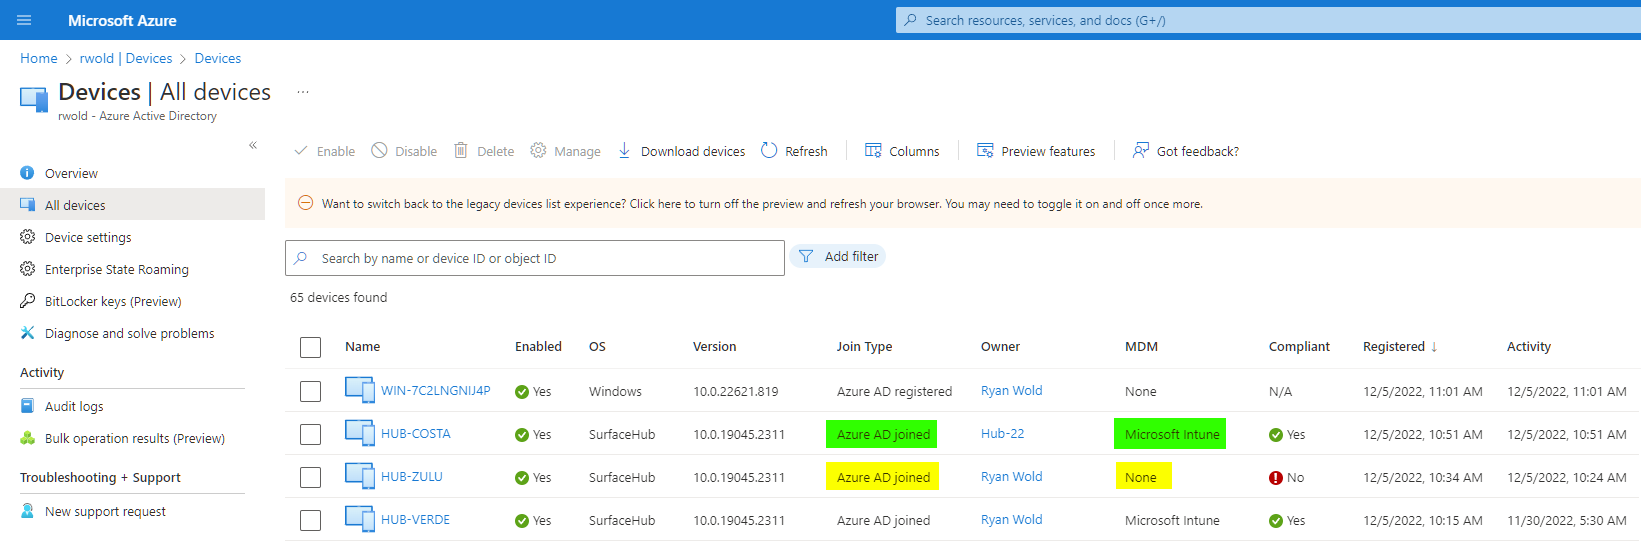 Microsoft Azure
Search resources, services, and docs (G+/)
Home > rwold | Devices > Devices
Devices | All devices ...
rwold - Azure Active Directory
«
Overview
All devices
Device settings
Enterprise State Roaming
BitLocker keys (Preview)
Diagnose and solve problems
Activity
Audit logs
Bulk operation results (Preview)
Troubleshooting + Support
New support request
Enable Disable Delete Manage Download devices Refresh Columns Preview features Got feedback?
Want to switch back to the legacy devices list experience? Click here to turn off the preview and refresh your browser. You may need to toggle it on and off once more.
Search by name or device ID or object ID Add filter
65 devices found
Name Enabled OS Version Join Type Owner MDM Compliant Registered ↓ Activity
WIN-7C2LNGNIJ4P Yes Windows 10.0.22621.819 Azure AD registered Ryan Wold None N/A 12/5/2022, 11:01 AM 12/5/2022, 11:01 AM
HUB-COSTA Yes SurfaceHub 10.0.19045.2311 Azure AD joined Hub-22 Microsoft Intune Yes 12/5/2022, 10:51 AM 12/5/2022, 10:51 AM
HUB-ZULU Yes SurfaceHub 10.0.19045.2311 Azure AD joined Ryan Wold None No 12/5/2022, 10:34 AM 12/5/2022, 10:24 AM
HUB-VERDE Yes SurfaceHub 10.0.19045.2311 Azure AD joined Ryan Wold Microsoft Intune Yes 12/5/2022, 10:15 AM 11/30/2022, 5:30 AM